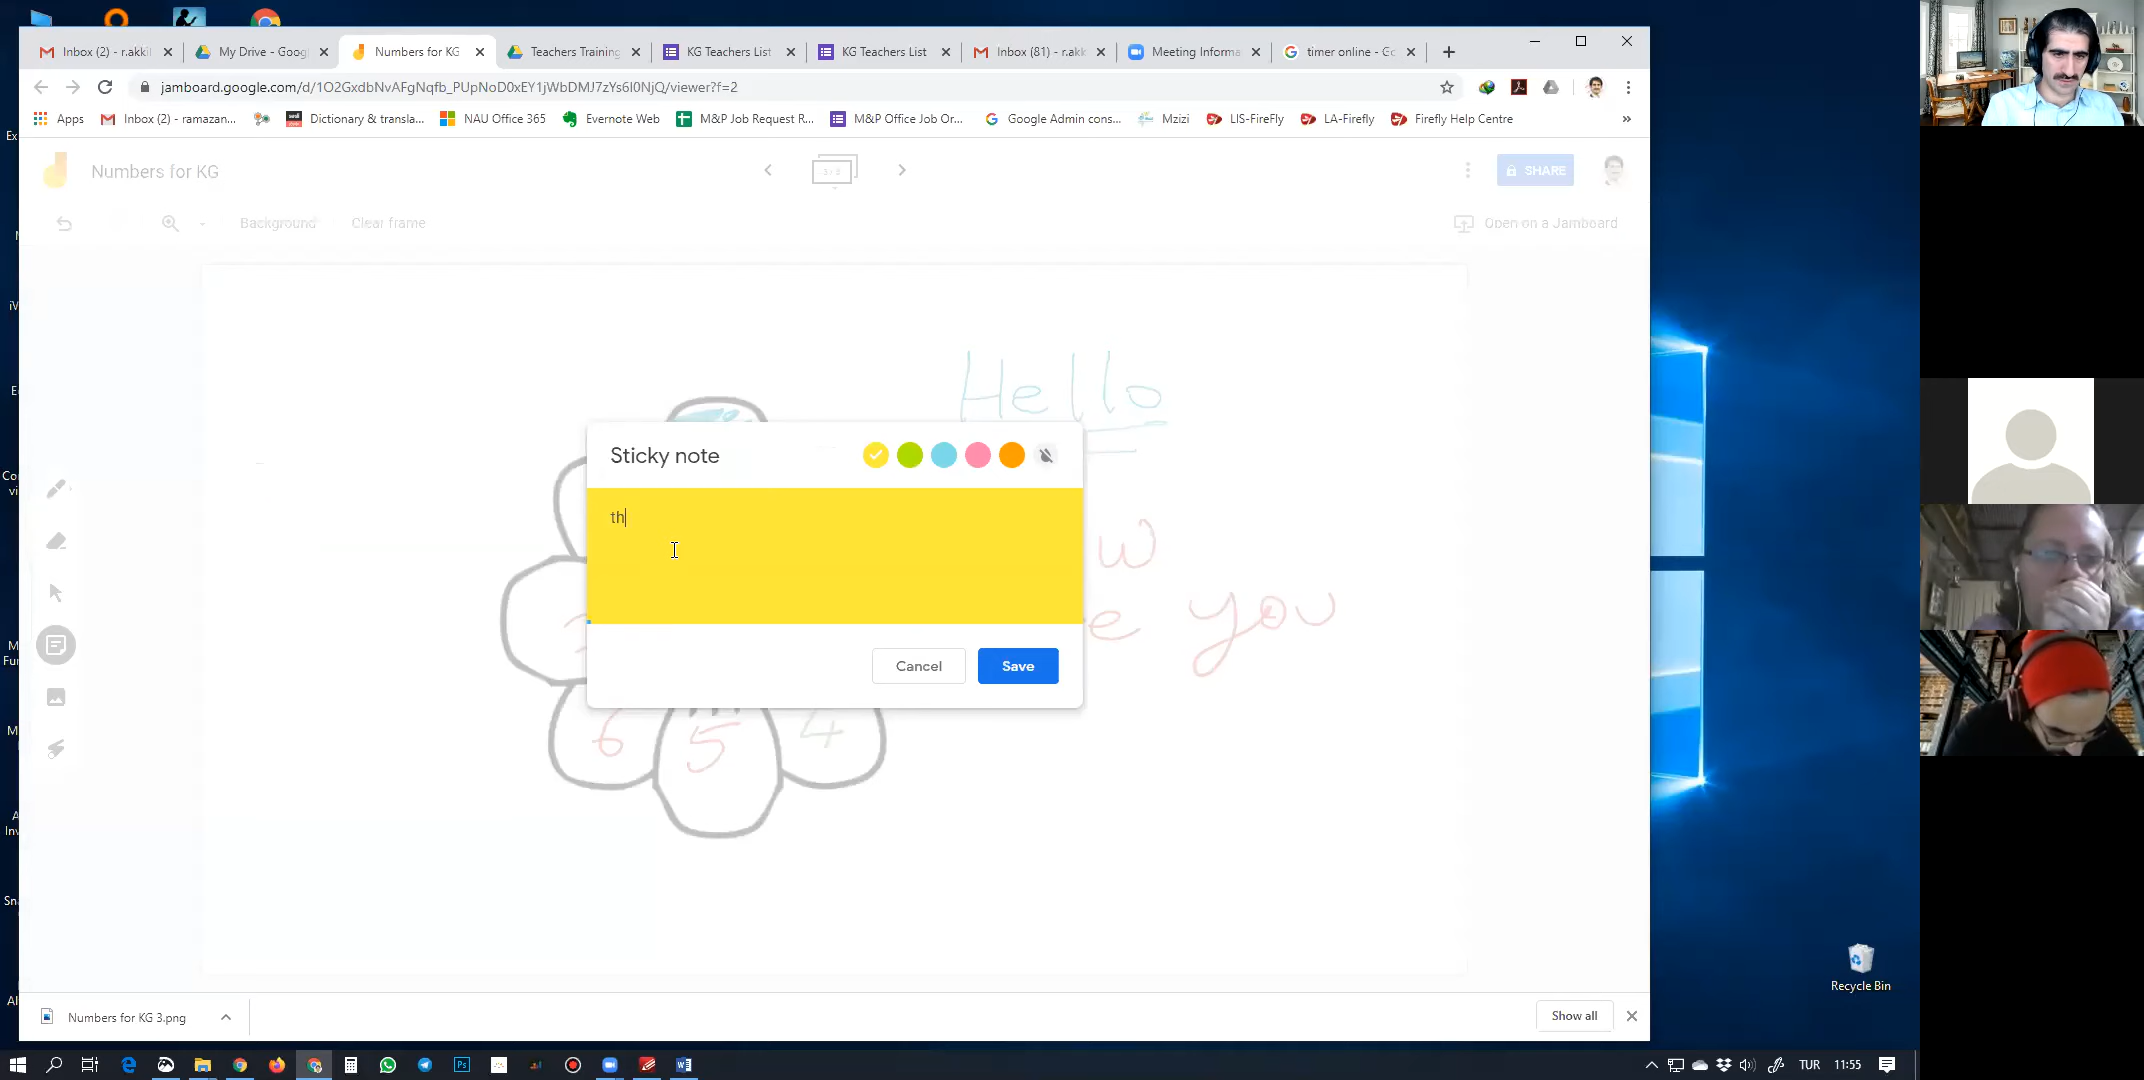 Inbox (2) - r.akki
My Drive - Goog
Numbers for KG
Teachers Training
KG Teachers List
KG Teachers List
Inbox (81) - r.akk
Meeting Informa
timer online - Go
jamboard.google.com/d/1O2GxdbNvAFgNqfb_PUpNoD0xEY1jWbDMJ7zYs6I0NjQ/viewer?f=2
Apps
Inbox (2) - ramazan...
Dictionary & transla...
NAU Office 365
Evernote Web
M&P Job Request R...
M&P Office Job Or...
Google Admin cons...
Mzizi
LIS-FireFly
LA-Firefly
Firefly Help Centre
»
Numbers for KG
SHARE
Background
Clear frame
Open on a Jamboard
Hello
w
e you
Sticky note
th
Cancel
Save
6 5 4
Recycle Bin
Numbers for KG 3.png
Show all
TUR 11:55